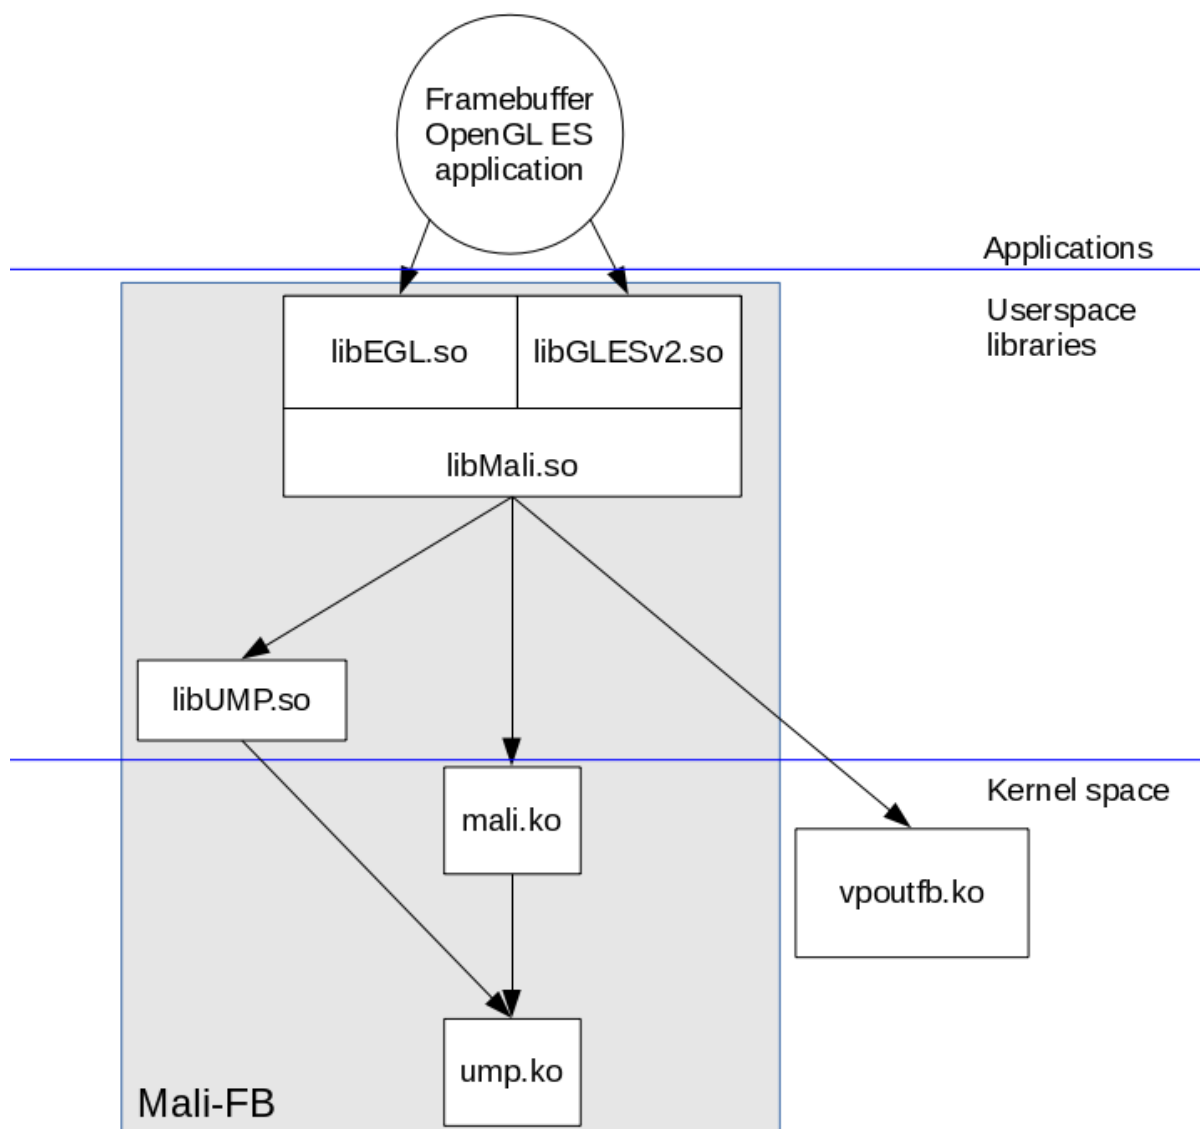 Framebuffer
OpenGL ES
application
Applications
Userspace
libraries
libEGL.so
libGLESv2.so
libMali.so
libUMP.so
Kernel space
mali.ko
vpoutfb.ko
ump.ko
Mali-FB